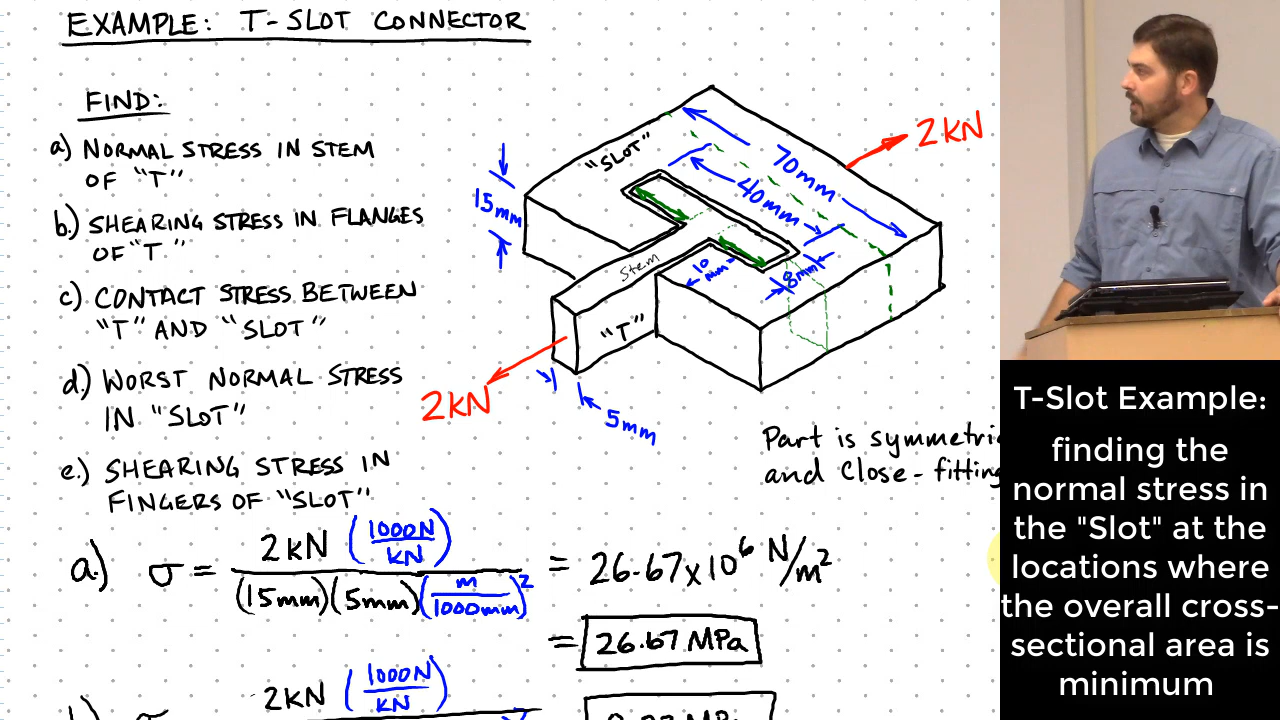 EXAMPLE: T-SLOT CONNECTOR
FIND:
a) NORMAL STRESS IN STEM
OF "T"
b.) SHEARING STRESS IN FLANGES
OF "T"
c.) CONTACT STRESS BETWEEN
"T" AND "SLOT"
d.) WORST NORMAL STRESS
IN "SLOT"
e.) SHEARING STRESS IN
FINGERS OF "SLOT"
"SLOT"
2KN
70mm
40mm
15mm
Stem
10
mm
8mm
"T"
2KN
5mm
Part is symmetric
and Close-fitting
a.) σ = 2KN (1000N/KN) / (15mm)(5mm)(m/1000mm)² = 26.67x10⁶ N/m²
= 26.67 MPa
2KN (1000N/KN)
T-Slot Example:
finding the
normal stress in
the "Slot" at the
locations where
the overall cross-
sectional area is
minimum